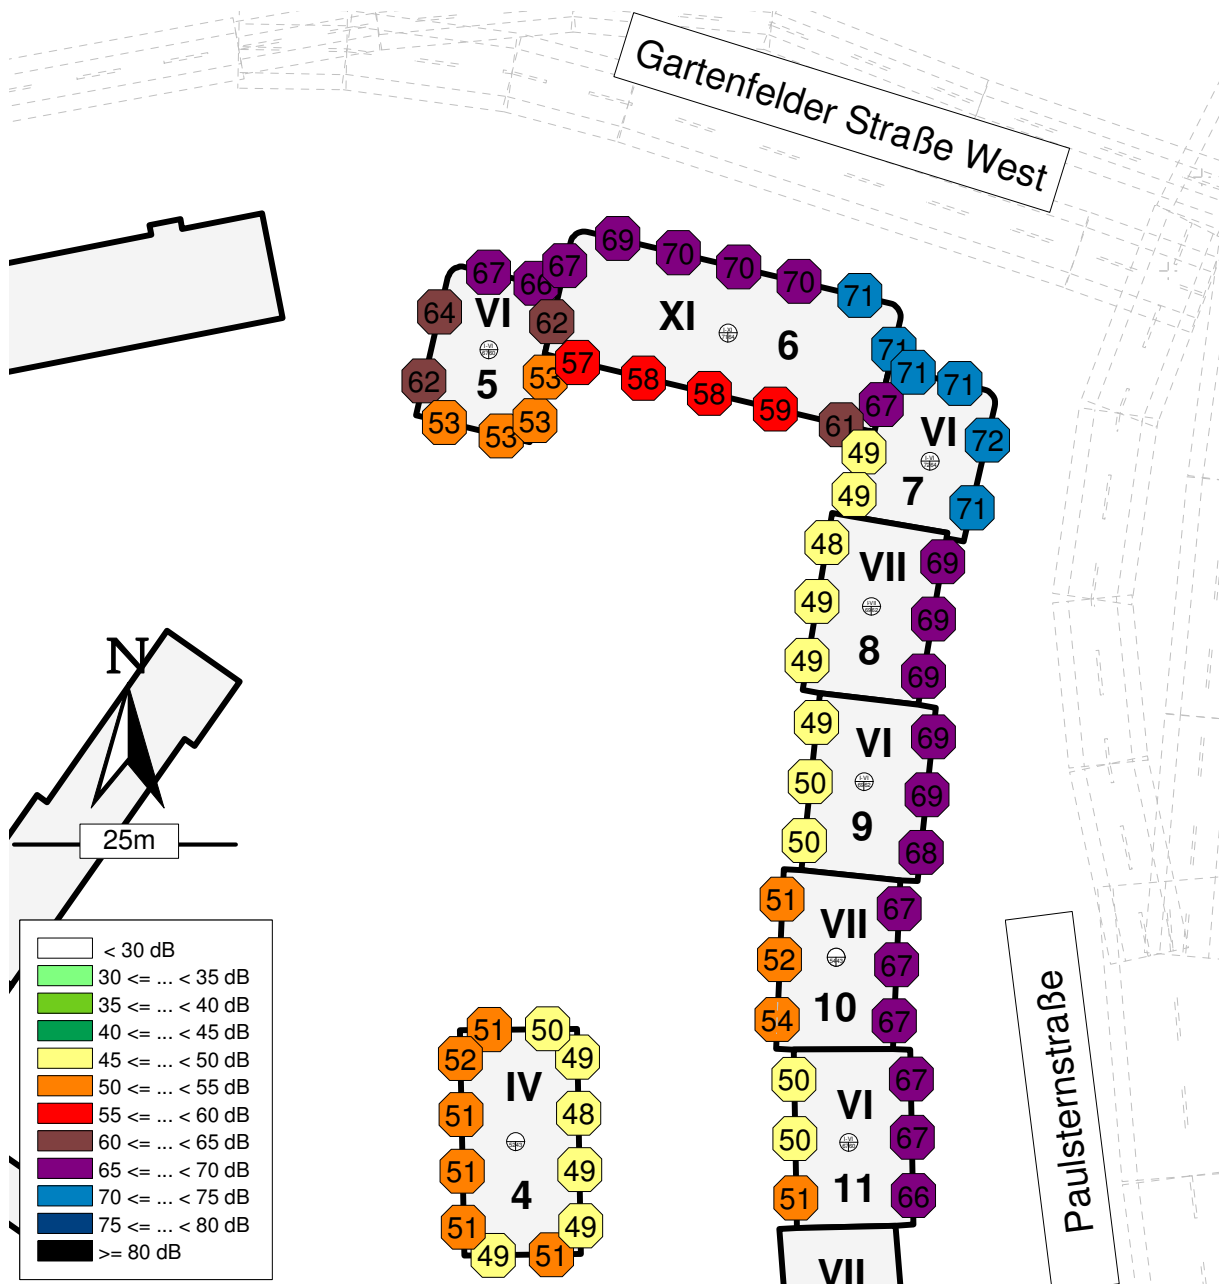 Gartenfelder Straße West
69
70
70
70
71
67
66
67
64
VI
62
XI
6
71
71
71
62
5
53
57
58
58
59
61
67
53
53
53
49
VI
72
49
7
71
48
VII
69
49
69
49
8
69
N
49
VI
69
50
69
50
9
68
25m
51
VII
67
52
67
54
10
67
Paulsternstraße
51
50
52
49
IV
51
48
51
49
4
51
49
49
51
50
VI
67
50
67
51
11
66
VII
< 30 dB
30 <= ... < 35 dB
35 <= ... < 40 dB
40 <= ... < 45 dB
45 <= ... < 50 dB
50 <= ... < 55 dB
55 <= ... < 60 dB
60 <= ... < 65 dB
65 <= ... < 70 dB
70 <= ... < 75 dB
75 <= ... < 80 dB
>= 80 dB